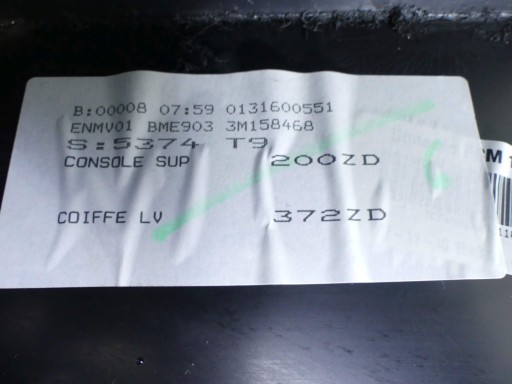 B:00008 07:59 0131600551
ENMV01 BME903 3M158468
S:5374 T9
CONSOLE SUP 200ZD
COIFFE LV 372ZD